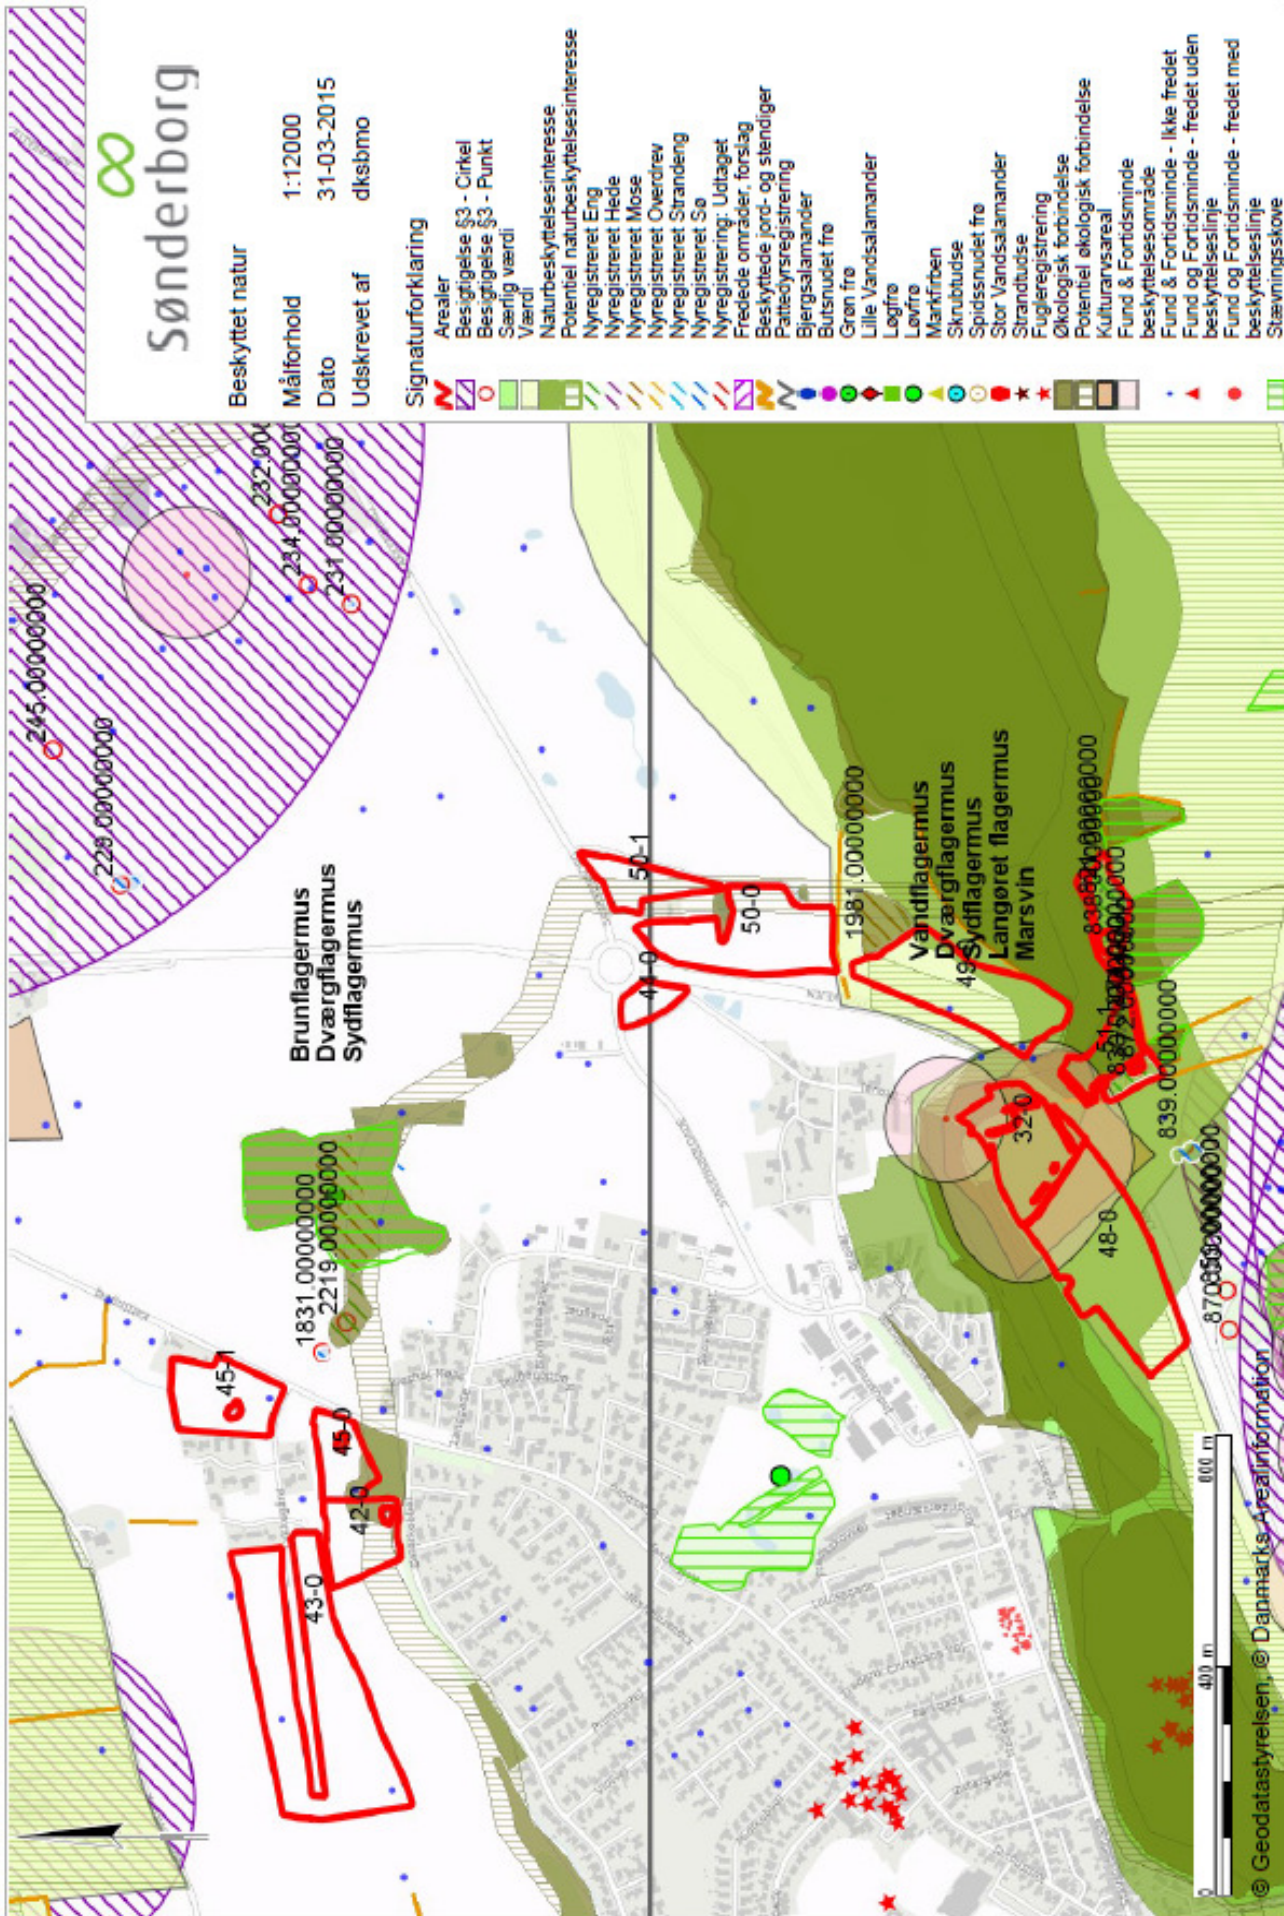 Sønderborg
Beskyttet natur
Målforhold 1:12000
Dato 31-03-2015
Udskrevet af dksbmo
Signaturforklaring
Arealer
Besigtigelse §3 - Cirkel
Besigtigelse §3 - Punkt
Særlig værdi
Værdi
Naturbeskyttelsesinteresse
Potentiel naturbeskyttelsesinteresse
Nyregistreret Eng
Nyregistreret Hede
Nyregistreret Mose
Nyregistreret Overdrev
Nyregistreret Strandeng
Nyregistreret Sø
Nyregistrering: Udtaget
Fredede områder, forslag
Beskyttede jord- og stendiger
Pattedyrsregistrering
Bjergsalamander
Butsnudet frø
Grøn frø
Lille Vandsalamander
Løgfrø
Løvfrø
Markfirben
Skrubtudse
Spidssnudet frø
Stor Vandsalamander
Strandtudse
Fugleregistrering
Økologisk forbindelse
Potentiel økologisk forbindelse
Kulturarvsareal
Fund & Fortidsminde
beskyttelsesområde
Fund & Fortidsminde - Ikke fredet
Fund og Fortidsminde - fredet uden
beskyttelseslinje
Fund og Fortidsminde - fredet med
beskyttelseslinje
Stævningsskove
245.00000000
229.00000000
232.000
234.00000000
231.00000000
Brunflagermus
Dværgflagermus
Sydflagermus
1831.00000000
2219.00000000
45-1
45-0
42-0
43-0
50-1
44-0
50-0
1981.00000000
Vandflagermus
Dværgflagermus
Sydflagermus
Langøret flagermus
Marsvin
51-1
32-0
839.00000000
48-0
0
400 m
800 m
© Geodatastyrelsen, © Danmarks Arealinformation